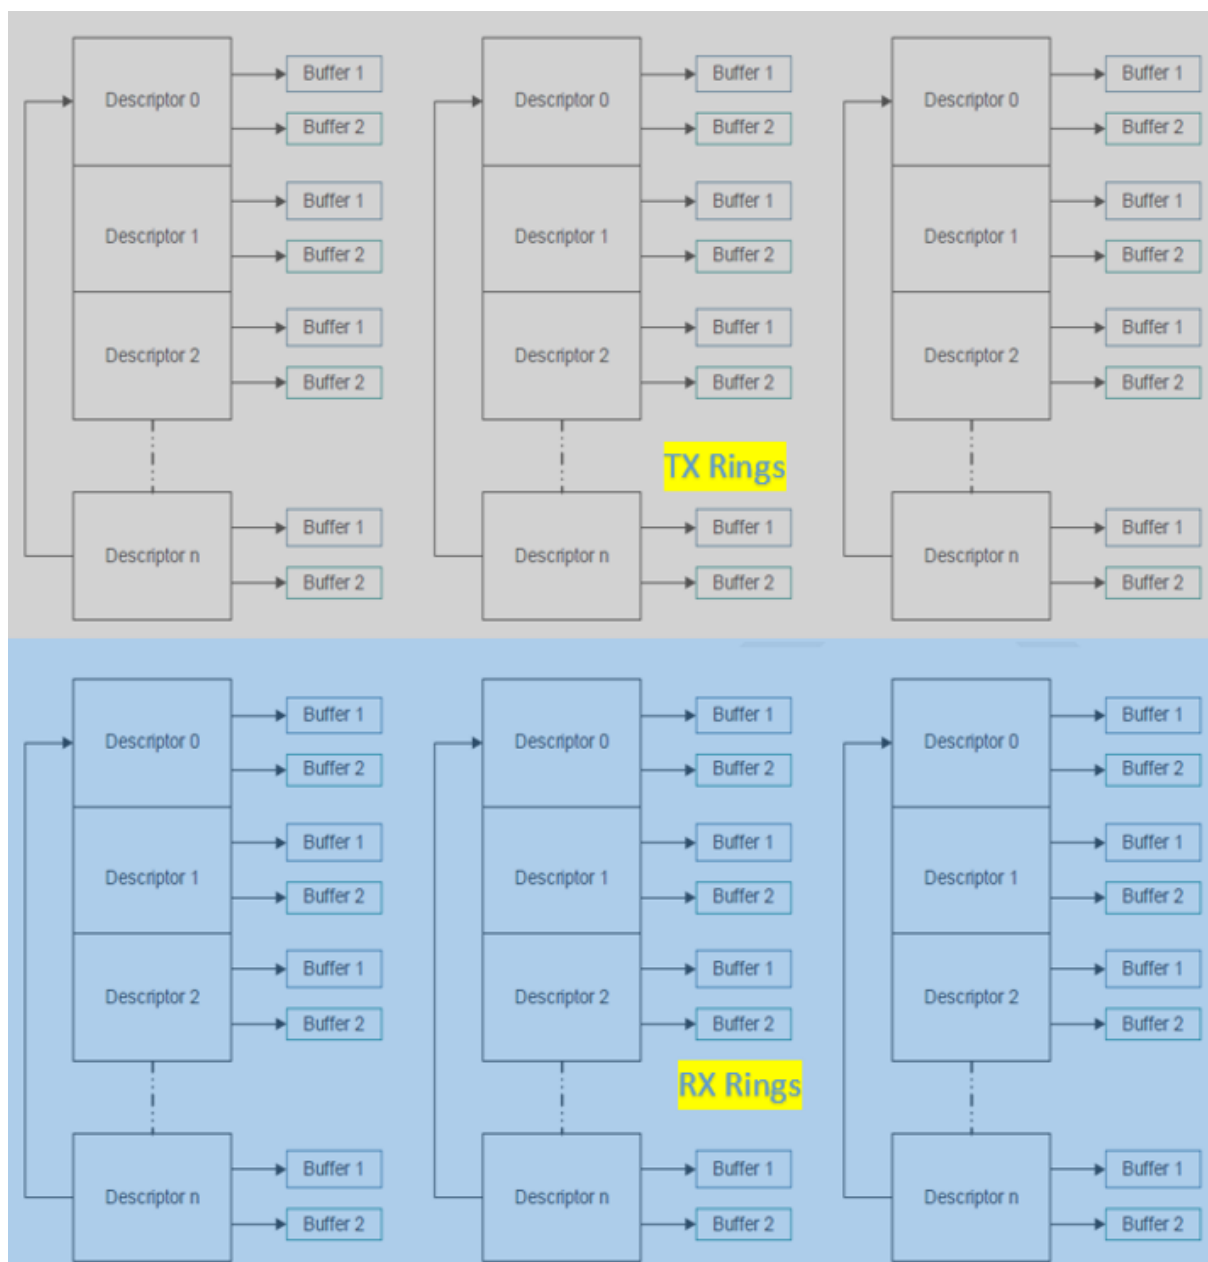 Buffer 1 Buffer 1 Buffer 1
Descriptor 0 Descriptor 0 Descriptor 0
Buffer 2 Buffer 2 Buffer 2
Buffer 1 Buffer 1 Buffer 1
Descriptor 1 Descriptor 1 Descriptor 1
Buffer 2 Buffer 2 Buffer 2
Buffer 1 Buffer 1 Buffer 1
Descriptor 2 Descriptor 2 Descriptor 2
Buffer 2 Buffer 2 Buffer 2
TX Rings
Buffer 1 Buffer 1 Buffer 1
Descriptor n Descriptor n Descriptor n
Buffer 2 Buffer 2 Buffer 2
Buffer 1 Buffer 1 Buffer 1
Descriptor 0 Descriptor 0 Descriptor 0
Buffer 2 Buffer 2 Buffer 2
Buffer 1 Buffer 1 Buffer 1
Descriptor 1 Descriptor 1 Descriptor 1
Buffer 2 Buffer 2 Buffer 2
Buffer 1 Buffer 1 Buffer 1
Descriptor 2 Descriptor 2 Descriptor 2
Buffer 2 Buffer 2 Buffer 2
RX Rings
Buffer 1 Buffer 1 Buffer 1
Descriptor n Descriptor n Descriptor n
Buffer 2 Buffer 2 Buffer 2